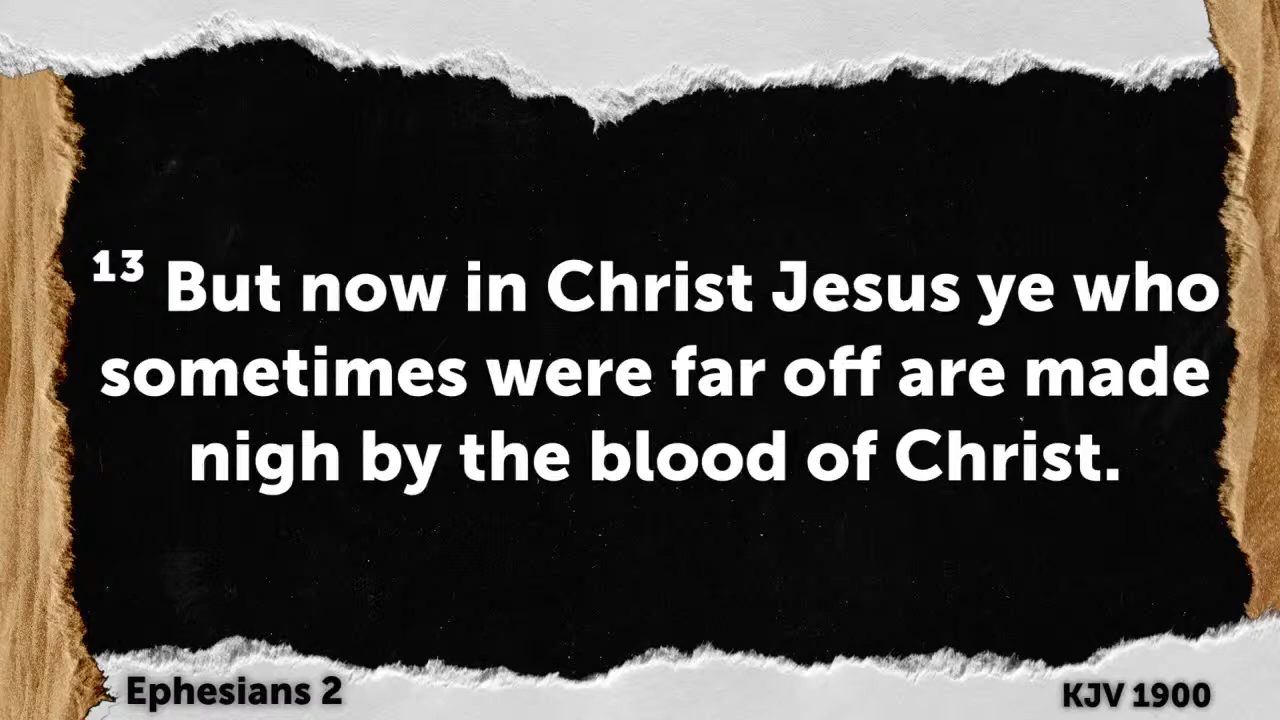 ¹³ But now in Christ Jesus ye who
sometimes were far off are made
nigh by the blood of Christ.
Ephesians 2
KJV 1900